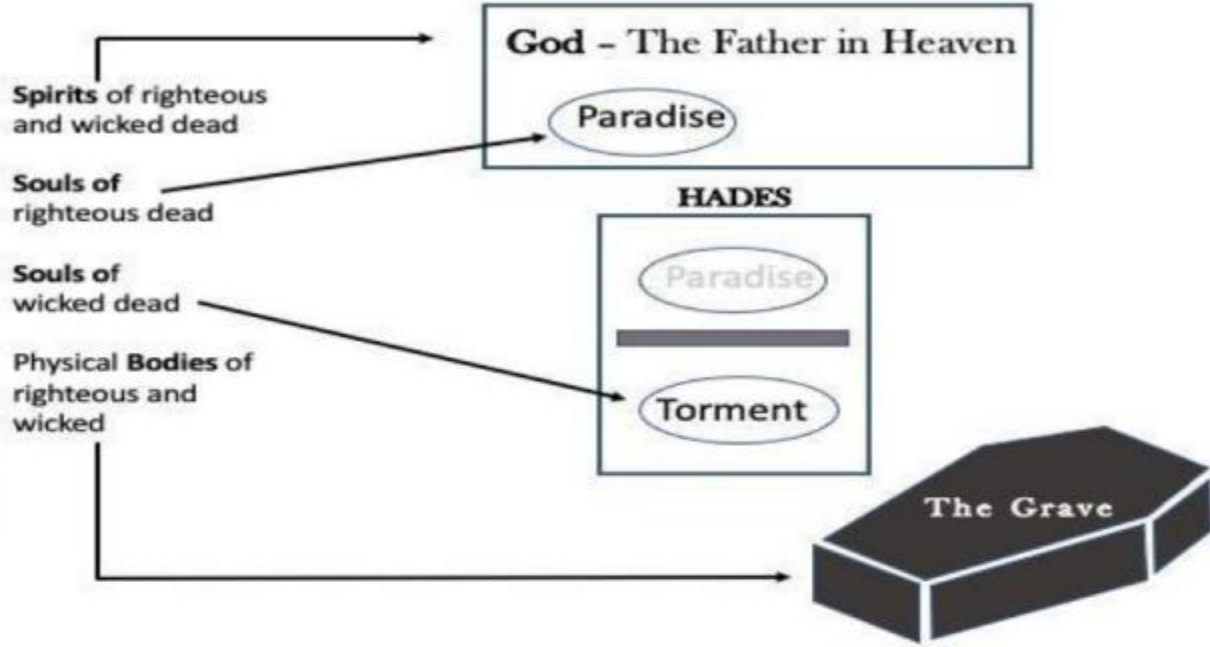 God – The Father in Heaven
Paradise
Spirits of righteous
and wicked dead
Souls of
righteous dead
Souls of
wicked dead
Physical Bodies of
righteous and
wicked
HADES
Paradise
Torment
The Grave